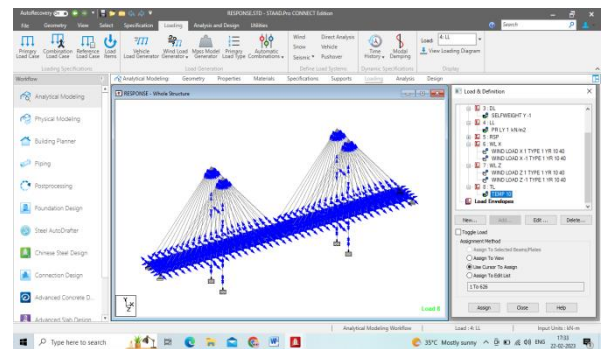 AutoRecovery
RESPONSE.STD - STAAD.Pro CONNECT Edition
File Geometry View Select Specification Loading Analysis and Design Utilities Search
Primary Load Case
Combination Load Case
Reference Load Case
Load Items
Vehicle Load Generator
Wind Load Generator
Mass Model Generator
Primary Load Type
Automatic Combinations
Wind Direct Analysis
Snow Vehicle
Seismic Pushover
Time History
Modal Damping
Load: 4: LL
View Loading Diagram
Loading Specifications Load Generation Define Load Systems Dynamic Specifications Display
Workflow
Analytical Modeling Geometry Properties Materials Specifications Supports Loading Analysis Design
Analytical Modeling
Physical Modeling
Building Planner
Piping
Postprocessing
Foundation Design
Steel AutoDrafter
Chinese Steel Design
Connection Design
Advanced Concrete D...
Advanced Slab Design
RESPONSE - Whole Structure
Y
X
Z
Load 8
Load & Definition
3 : DL
SELFWEIGHT Y -1
4 : LL
PR LY 1 kN/m2
5 : RSP
6 : WL X
WIND LOAD X 1 TYPE 1 YR 10 40
WIND LOAD X -1 TYPE 1 YR 10 40
7 : WL Z
WIND LOAD Z 1 TYPE 1 YR 10 40
WIND LOAD Z -1 TYPE 1 YR 10 40
8 : TL
Load Envelopes
New... Add... Edit... Delete...
Toggle Load
Assignment Method
Assign To Selected Beams/Plates
Assign To View
Use Cursor To Assign
Assign To Edit List
1 To 626
Assign Close Help
Analytical Modeling Workflow Load : 4: LL Input Units : kN-m
Type here to search
35°C Mostly sunny
ENG
17:33
22-02-2023